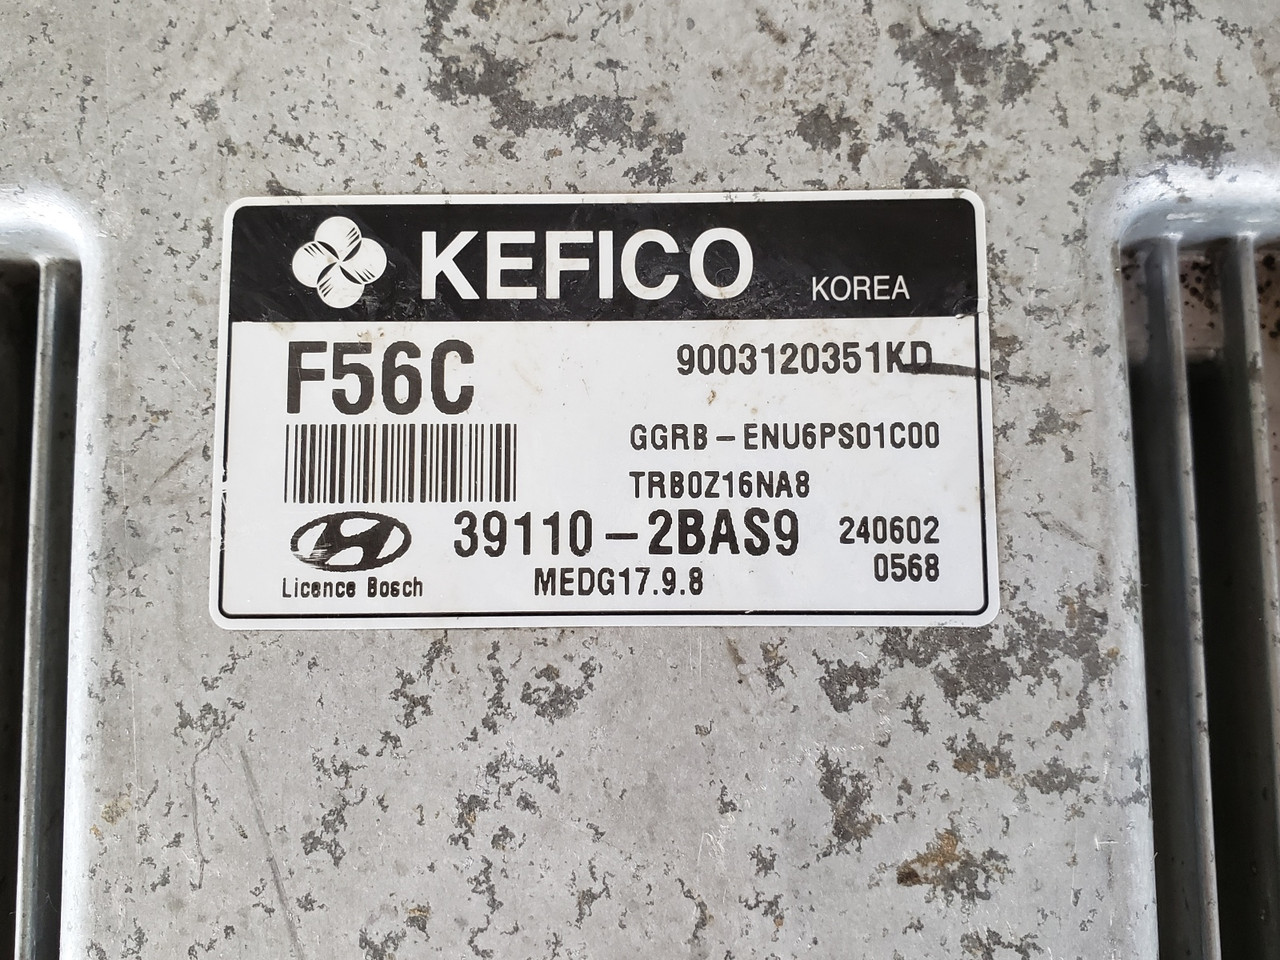 KEFICO KOREA
F56C 9003120351KD
GGRB-ENU6PS01C00
TRB0Z16NA8
39110-2BAS9 240602
Licence Bosch MEDG17.9.8 0568